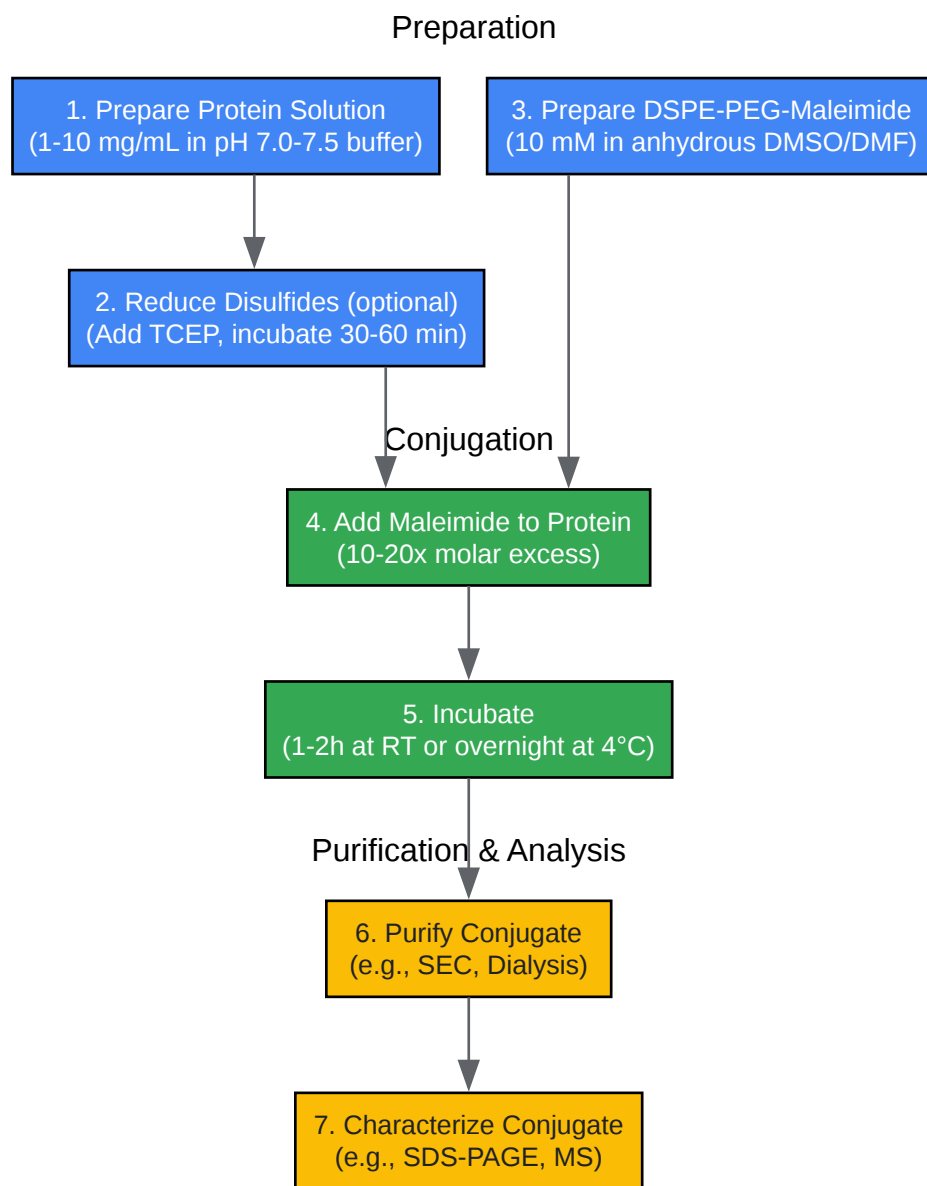 Preparation
1. Prepare Protein Solution
(1-10 mg/mL in pH 7.0-7.5 buffer)
3. Prepare DSPE-PEG-Maleimide
(10 mM in anhydrous DMSO/DMF)
2. Reduce Disulfides (optional)
(Add TCEP, incubate 30-60 min)
Conjugation
4. Add Maleimide to Protein
(10-20x molar excess)
5. Incubate
(1-2h at RT or overnight at 4°C)
Purification & Analysis
6. Purify Conjugate
(e.g., SEC, Dialysis)
7. Characterize Conjugate
(e.g., SDS-PAGE, MS)